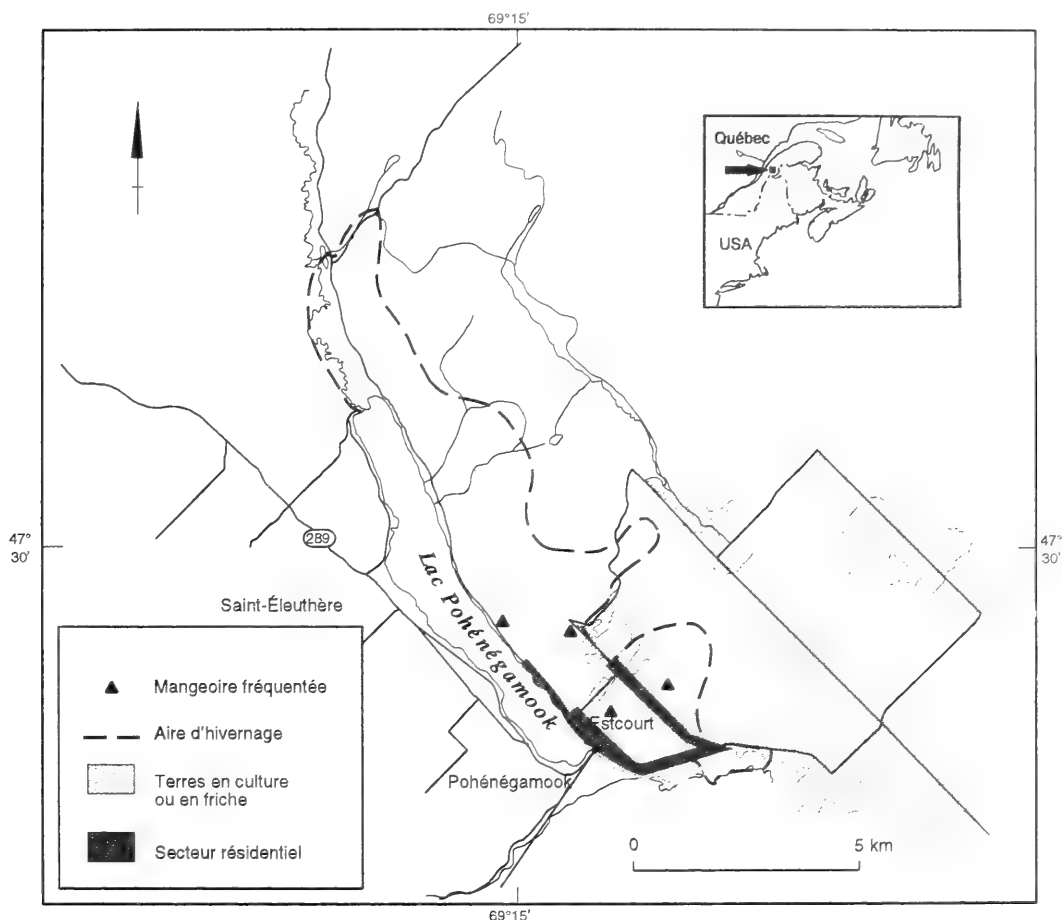 69°15′
Québec
USA
47°
30′
47°
30′
289
Lac Pohénégamook
Saint-Éleuthère
Mangeoire fréquentée
Aire d'hivernage
Terres en culture
ou en friche
Secteur résidentiel
Estcourt
Pohénégamook
0 5 km
69°15′